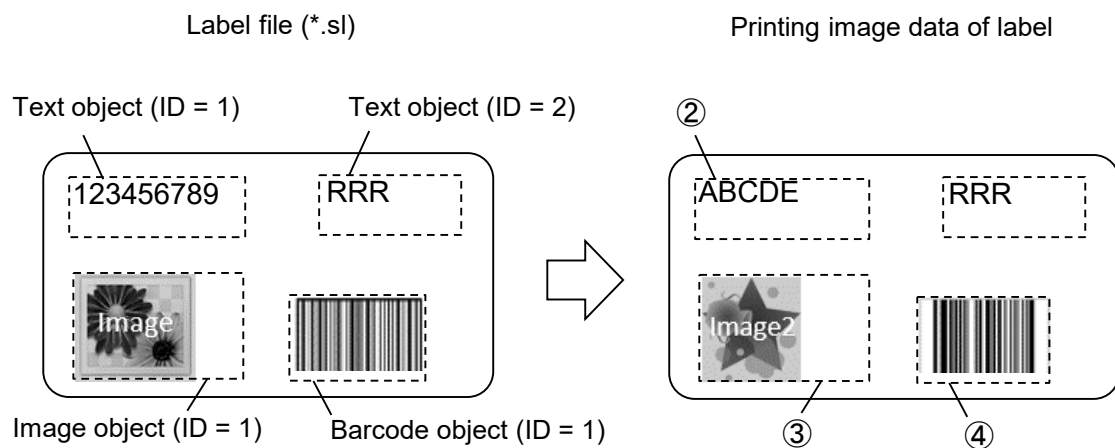 Label file (*.sl)
Printing image data of label
Text object (ID = 1)
Text object (ID = 2)
②
123456789
RRR
ABCDE
RRR
Image
Image2
Image object (ID = 1)
Barcode object (ID = 1)
③
④